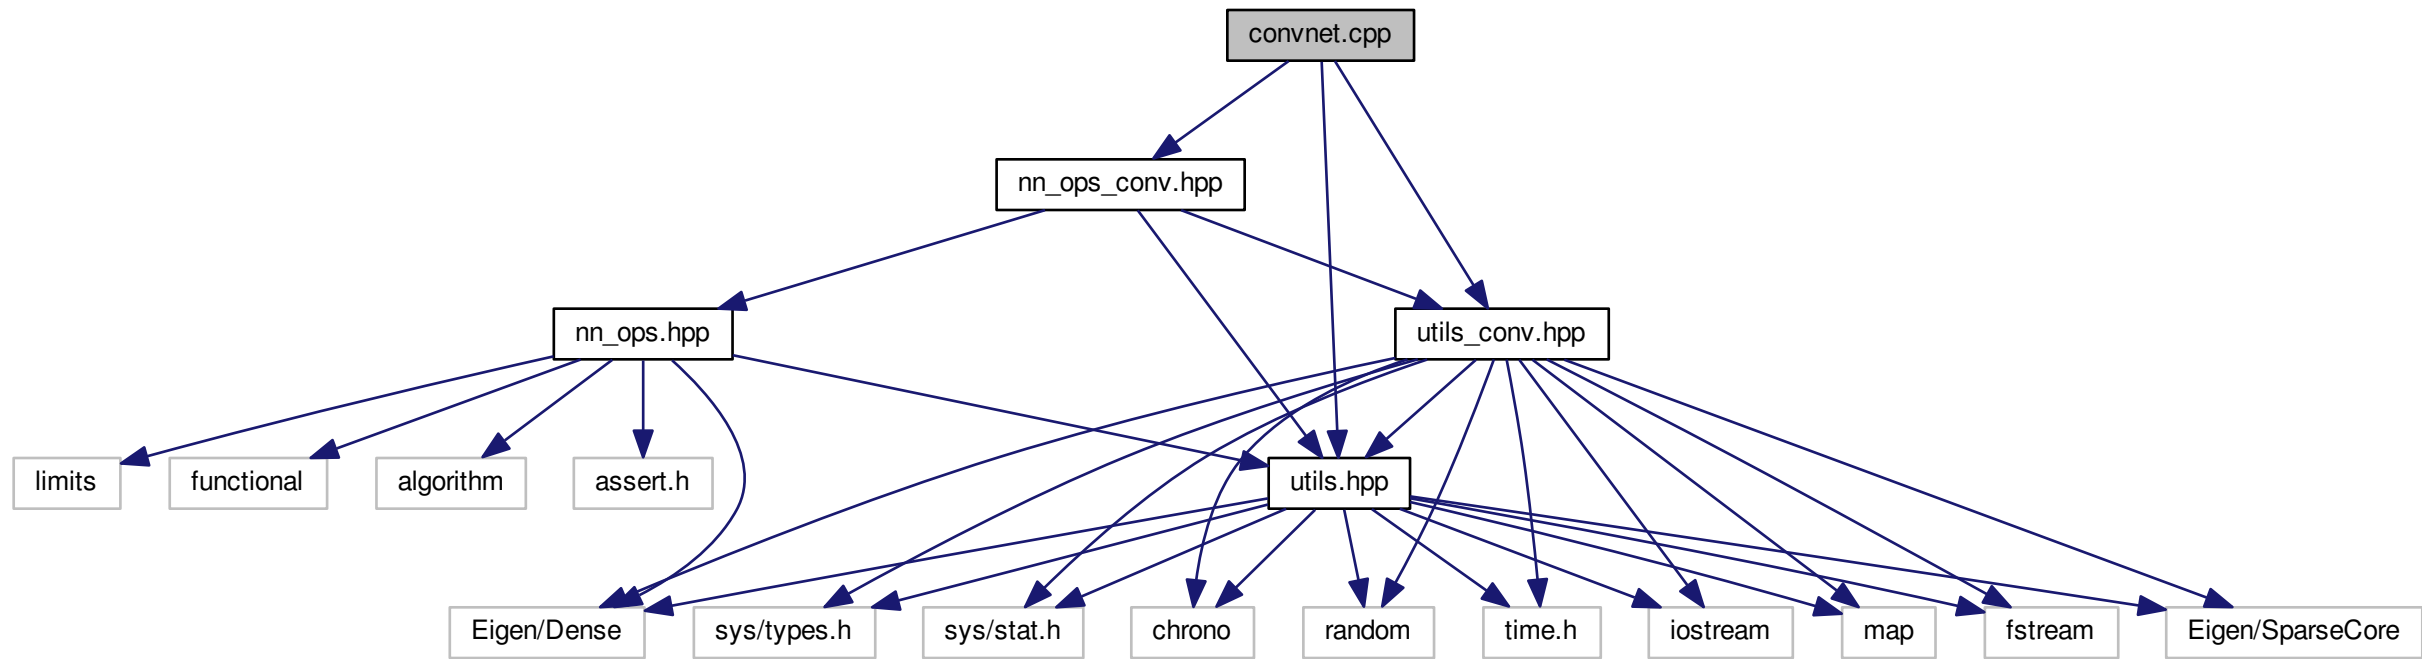 convnet.cpp
nn_ops_conv.hpp
nn_ops.hpp
utils_conv.hpp
limits
functional
algorithm
assert.h
utils.hpp
Eigen/Dense
sys/types.h
sys/stat.h
chrono
random
time.h
iostream
map
fstream
Eigen/SparseCore